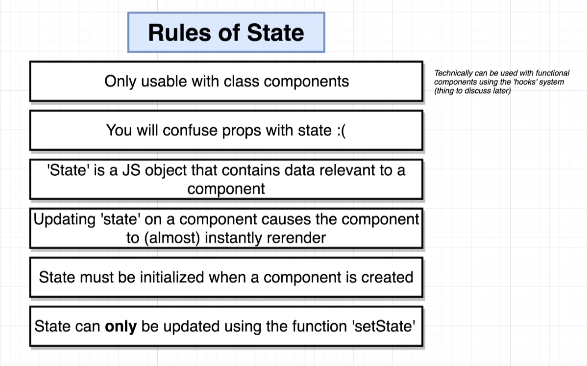 Rules of State
Only usable with class components
Technically can be used with functional
components using the 'hooks' system
(thing to discuss later)
You will confuse props with state :(
'State' is a JS object that contains data relevant to a
component
Updating 'state' on a component causes the component
to (almost) instantly rerender
State must be initialized when a component is created
State can only be updated using the function 'setState'